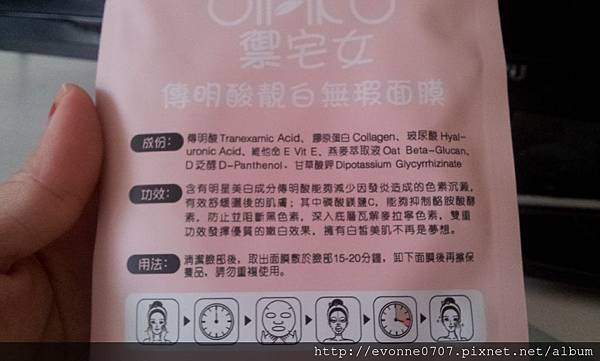 禦宅女
傳明酸靚白無瑕面膜
成份：
傳明酸 Tranexamic Acid、膠原蛋白 Collagen、玻尿酸 Hyal-
uronic Acid、維他命 E Vit E、燕麥萃取液 Oat Beta-Glucan、
D 泛醇 D-Panthenol、甘草酸鉀 Dipotassium Glycyrrhizinate
功效：
含有明星美白成分傳明酸能夠減少因發炎造成的色素沉澱，
有效舒緩曬後的肌膚；其中磷酸鎂鹽C，能夠抑制酪胺酸酵
素，防止並阻斷黑色素，深入底層瓦解麥拉寧色素，雙重
功效發揮優質的嫩白效果，擁有白皙美肌不再是夢想。
用法：
清潔臉部後，取出面膜敷於臉部 15-20分鐘，卸下面膜後再擦保
養品，請勿重複使用。
http://evonne0707.pixnet.net/album